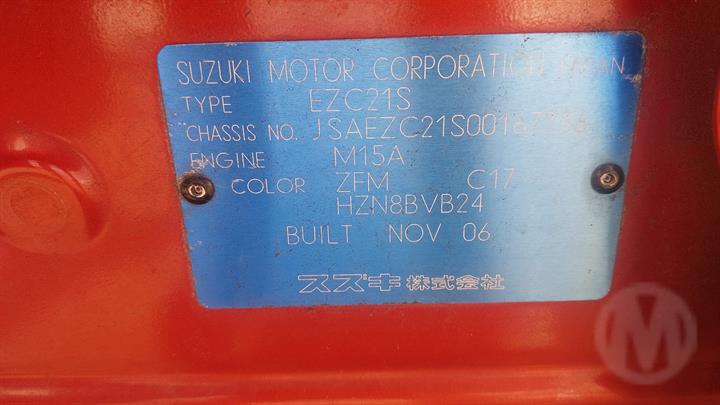 SUZUKI MOTOR CORPORATION JAPAN
TYPE EZC21S
CHASSIS NO.
ENGINE M15A
COLOR ZFM C17
HZN8BVB24
BUILT NOV 06
スズキ株式会社
M